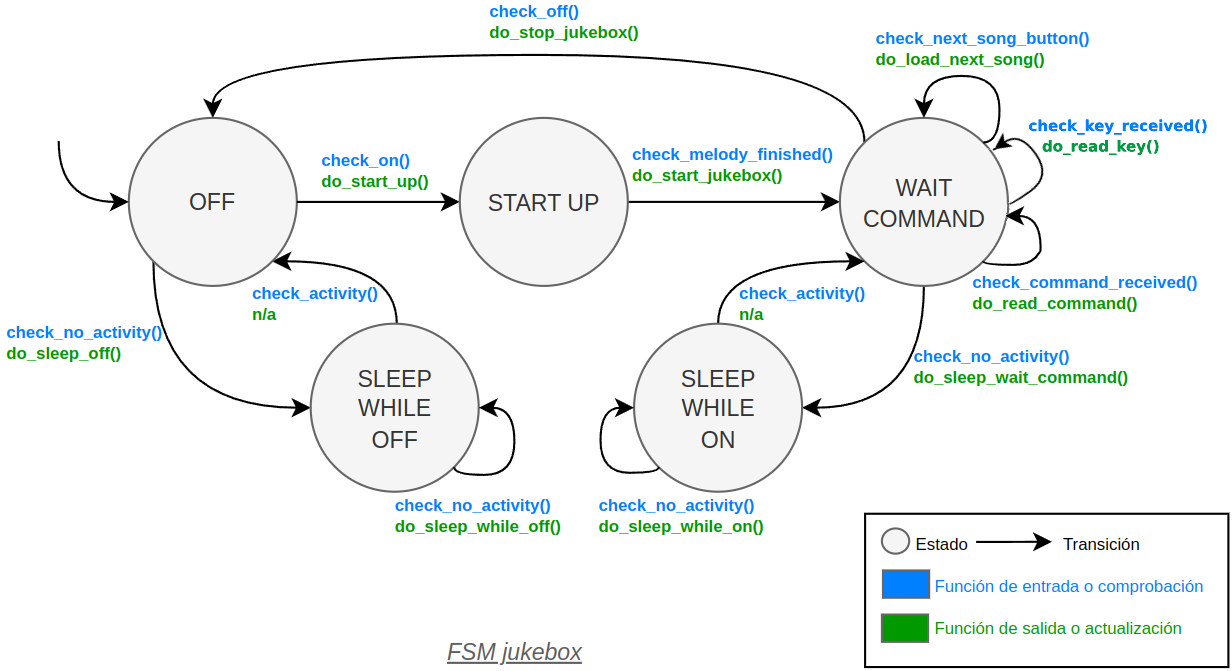 check_off()
do_stop_jukebox()
check_next_song_button()
do_load_next_song()
check_key_received()
do_read_key()
check_on()
do_start_up()
check_melody_finished()
do_start_jukebox()
OFF
START UP
WAIT
COMMAND
check_activity()
n/a
check_activity()
n/a
check_command_received()
do_read_command()
check_no_activity()
do_sleep_off()
check_no_activity()
do_sleep_wait_command()
SLEEP
WHILE
OFF
SLEEP
WHILE
ON
check_no_activity()
do_sleep_while_off()
check_no_activity()
do_sleep_while_on()
Estado
Transición
Función de entrada o comprobación
Función de salida o actualización
FSM jukebox